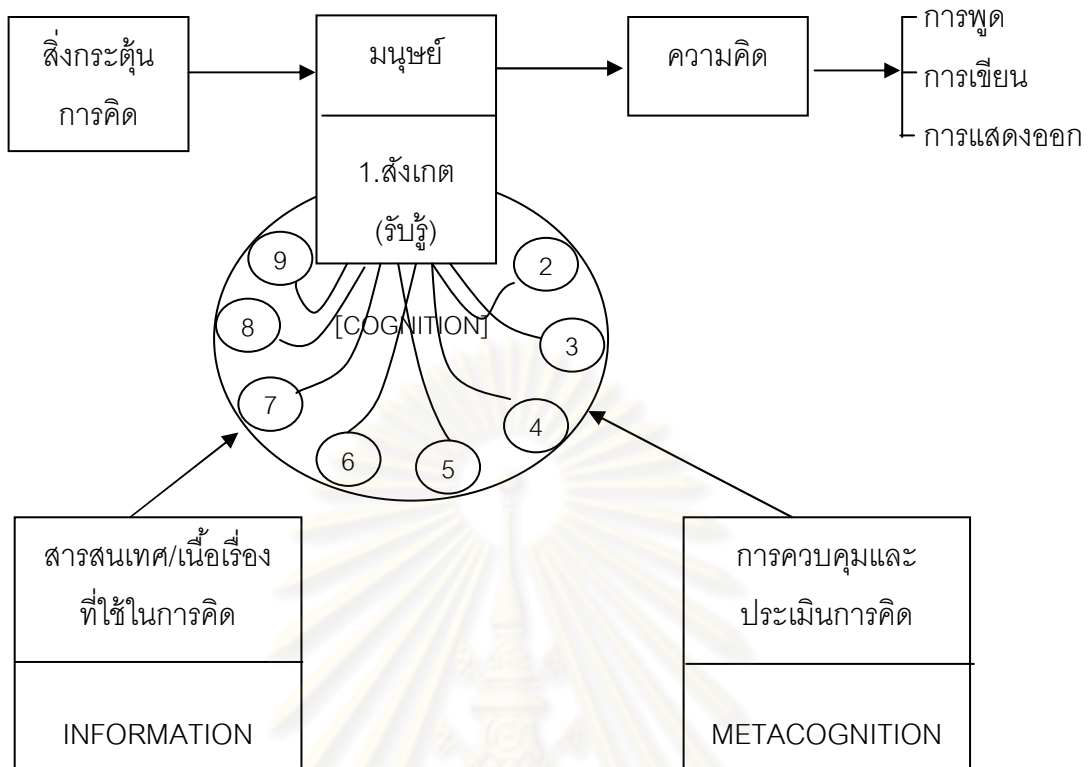 สิ่งกระตุ้น
การคิด
มนุษย์
1.สังเกต
(รับรู้)
ความคิด
การพูด
การเขียน
การแสดงออก
9
2
8
[COGNITION]
3
7
4
6
5
สารสนเทศ/เนื้อเรื่อง
ที่ใช้ในการคิด
INFORMATION
การควบคุมและ
ประเมินการคิด
METACOGNITION